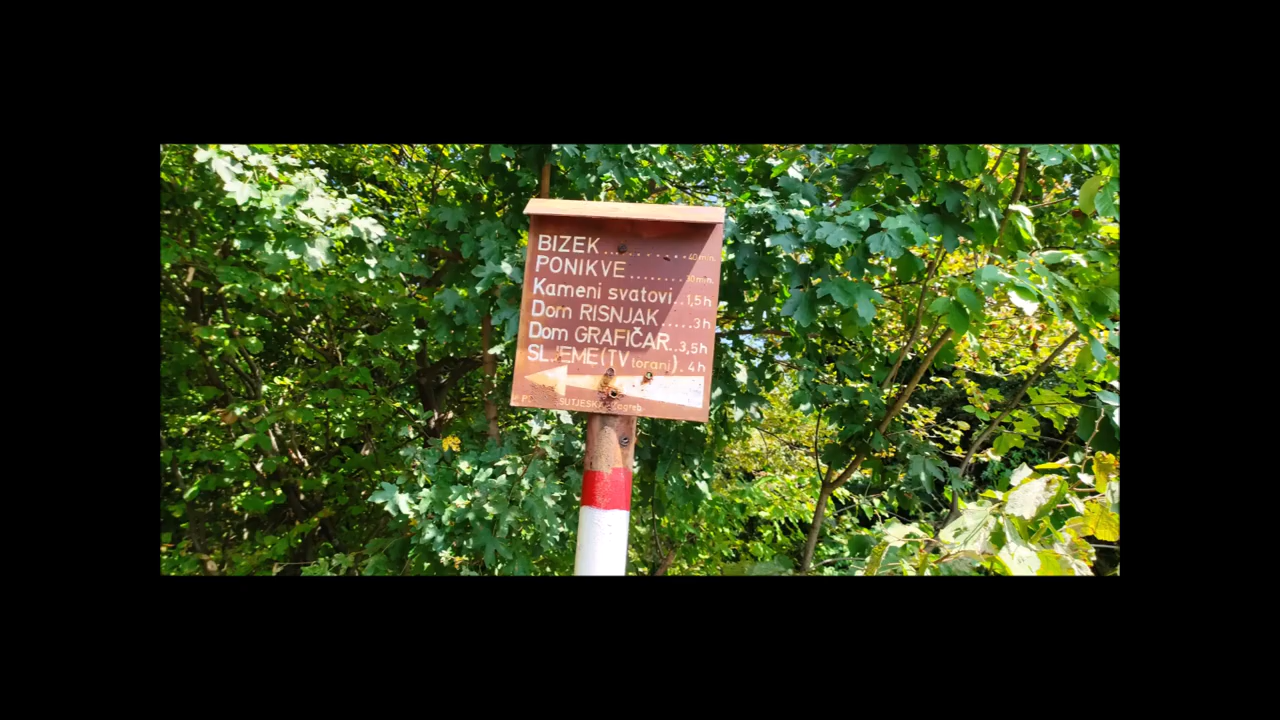 BIZEK........40 min.
PONIKVE........ min.
Kameni svatovi..1,5h
Dom RISNJAK.....3h
Dom GRAFIČAR..3,5h
SLJEME(TV toranj). 4h
SUTJESKA Zagreb